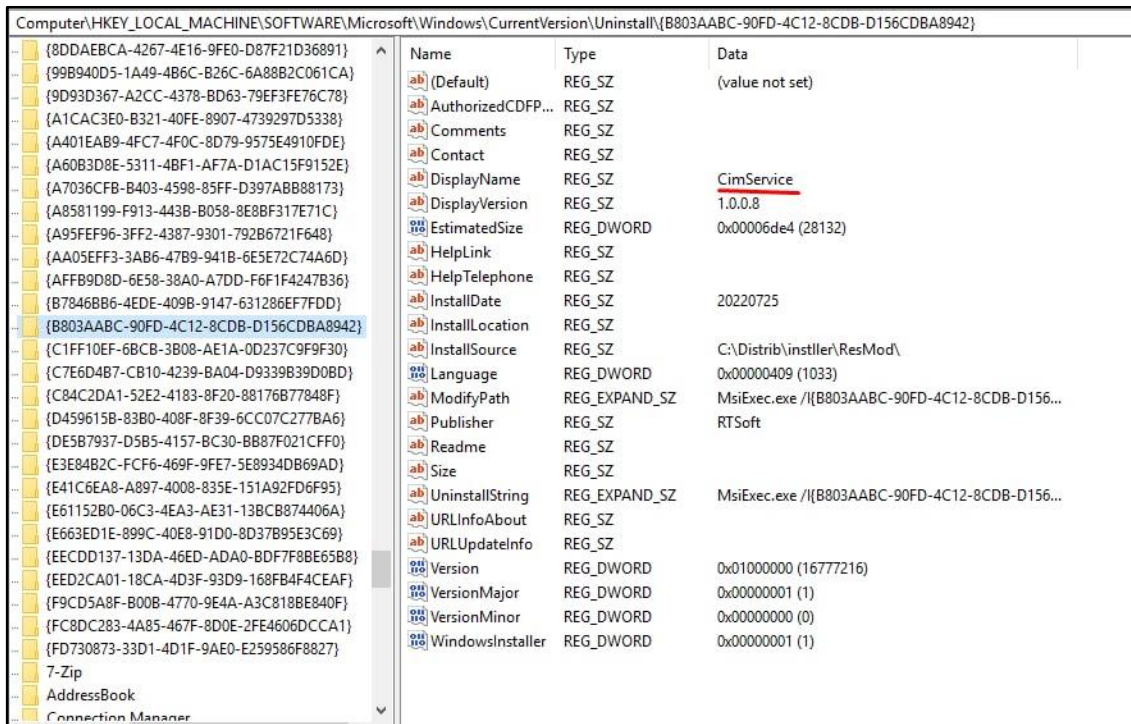 Computer\HKEY_LOCAL_MACHINE\SOFTWARE\Microsoft\Windows\CurrentVersion\Uninstall\{B803AABC-90FD-4C12-8CDB-D156CDBA8942}
{8DDAEBCA-4267-4E16-9FE0-D87F21D36891}
{99B940D5-1A49-4B6C-B26C-6A88B2C061CA}
{9D93D367-A2CC-4378-BD63-79EF3FE76C78}
{A1CAC3E0-B321-40FE-8907-4739297D5338}
{A401EAB9-4FC7-4F0C-8D79-9575E4910FDE}
{A60B3D8E-5311-4BF1-AF7A-D1AC15F9152E}
{A7036CFB-B403-4598-85FF-D397ABB88173}
{A8581199-F913-443B-B058-8E8BF317E71C}
{A95FEF96-3FF2-4387-9301-792B6721F648}
{AA05EFF3-3AB6-47B9-941B-6E5E72C74A6D}
{AFFB9D8D-6E58-38A0-A7DD-F6F1F4247B36}
{B7846BB6-4EDE-409B-9147-631286EF7FDD}
{B803AABC-90FD-4C12-8CDB-D156CDBA8942}
{C1FF10EF-6BCB-3B08-AE1A-0D237C9F9F30}
{C7E6D4B7-CB10-4239-BA04-D9339B39D0BD}
{C84C2DA1-52E2-4183-8F20-88176B77848F}
{D459615B-83B0-408F-8F39-6CC07C277BA6}
{DE5B7937-D5B5-4157-BC30-BB87F021CFF0}
{E3E84B2C-FCF6-469F-9FE7-5E8934DB69AD}
{E41C6EA8-A897-4008-835E-151A92FD6F95}
{E61152B0-06C3-4EA3-AE31-13BCB874406A}
{E663ED1E-899C-40E8-91D0-8D37B95E3C69}
{EECDD137-13DA-46ED-ADA0-BDF7F8BE65B8}
{EED2CA01-18CA-4D3F-93D9-168FB4F4CEAF}
{F9CD5A8F-B00B-4770-9E4A-A3C818BE840F}
{FC8DC283-4A85-467F-8D0E-2FE4606DCCA1}
{FD730873-33D1-4D1F-9AE0-E259586F8827}
7-Zip
AddressBook
Connection Manager
Name Type Data
(Default) REG_SZ (value not set)
AuthorizedCDFP... REG_SZ
Comments REG_SZ
Contact REG_SZ
DisplayName REG_SZ CimService
DisplayVersion REG_SZ 1.0.0.8
EstimatedSize REG_DWORD 0x00006de4 (28132)
HelpLink REG_SZ
HelpTelephone REG_SZ
InstallDate REG_SZ 20220725
InstallLocation REG_SZ
InstallSource REG_SZ C:\Distrib\instller\ResMod\
Language REG_DWORD 0x00000409 (1033)
ModifyPath REG_EXPAND_SZ MsiExec.exe /I{B803AABC-90FD-4C12-8CDB-D156...
Publisher REG_SZ RTSoft
Readme REG_SZ
Size REG_SZ
UninstallString REG_EXPAND_SZ MsiExec.exe /I{B803AABC-90FD-4C12-8CDB-D156...
URLInfoAbout REG_SZ
URLUpdateInfo REG_SZ
Version REG_DWORD 0x01000000 (16777216)
VersionMajor REG_DWORD 0x00000001 (1)
VersionMinor REG_DWORD 0x00000000 (0)
WindowsInstaller REG_DWORD 0x00000001 (1)